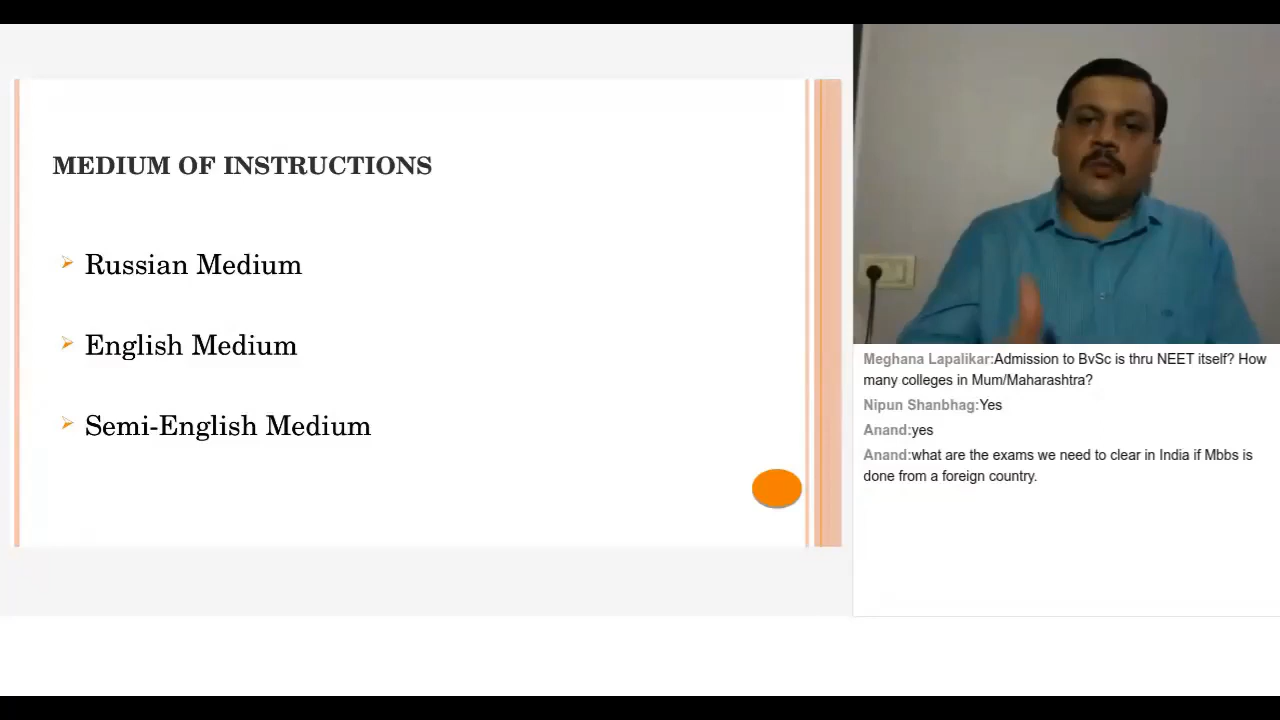 MEDIUM OF INSTRUCTIONS
Russian Medium
English Medium
Semi-English Medium
Meghana Lapalikar:Admission to BvSc is thru NEET itself? How
many colleges in Mum/Maharashtra?
Nipun Shanbhag:Yes
Anand:yes
Anand:what are the exams we need to clear in India if Mbbs is
done from a foreign country.